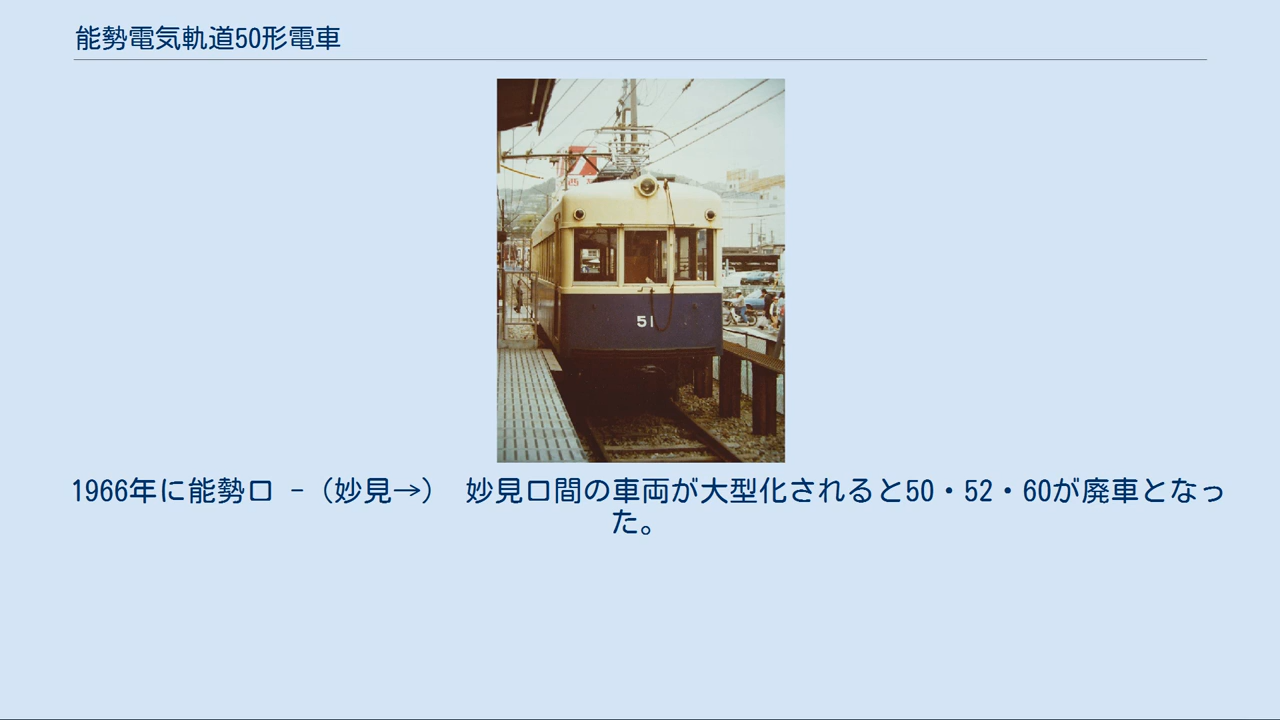 能勢電気軌道50形電車
51
1966年に能勢口 -（妙見→） 妙見口間の車両が大型化されると50・52・60が廃車となっ
た。